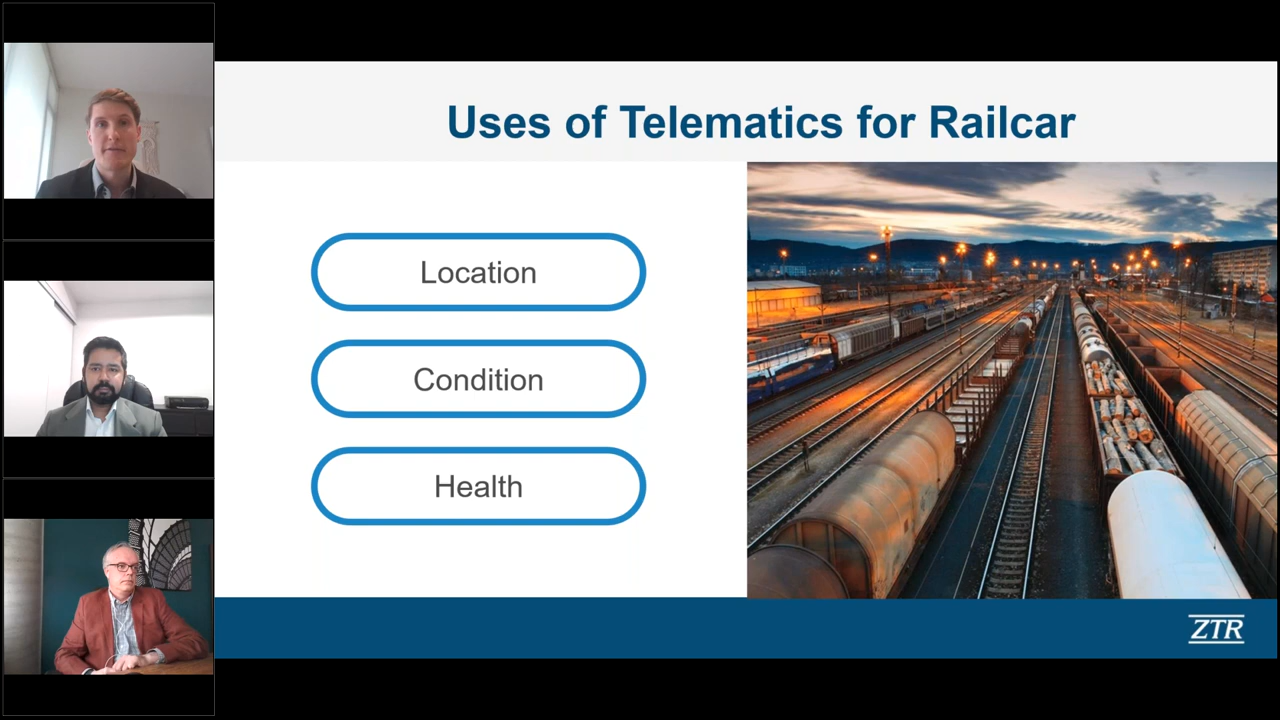 Uses of Telematics for Railcar
Location
Condition
Health
ZTR